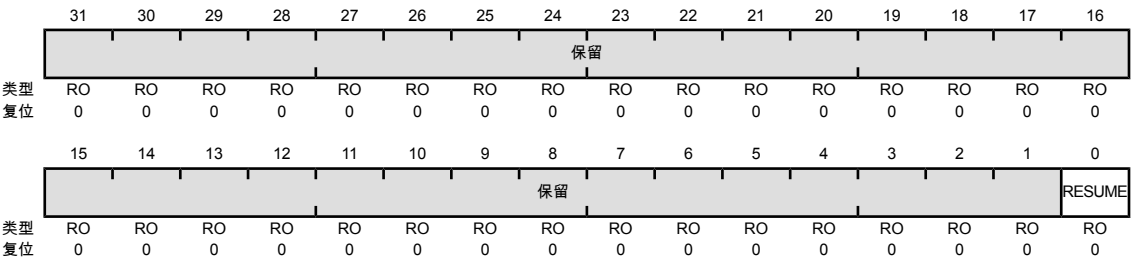 31 30 29 28 27 26 25 24 23 22 21 20 19 18 17 16
保留
类型 RO RO RO RO RO RO RO RO RO RO RO RO RO RO RO RO
复位 0 0 0 0 0 0 0 0 0 0 0 0 0 0 0 0
15 14 13 12 11 10 9 8 7 6 5 4 3 2 1 0
保留 RESUME
类型 RO RO RO RO RO RO RO RO RO RO RO RO RO RO RO RO
复位 0 0 0 0 0 0 0 0 0 0 0 0 0 0 0 0